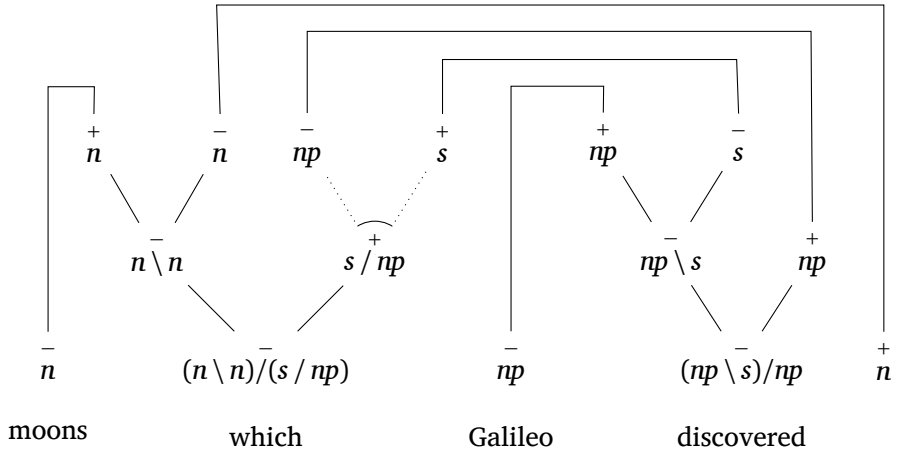 + − − + + −
n n np s np s
− + − +
n \ n s / np np \ s np
− − − − +
n (n \ n)/(s / np) np (np \ s)/np n
moons which Galileo discovered